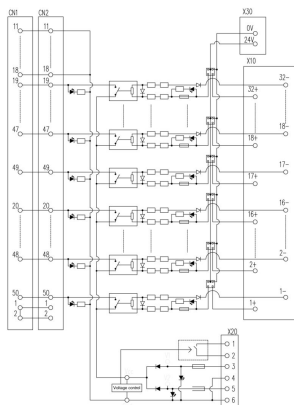 CN1 CN2 X30
11 11 0V
24V
X10
18 18
19 19 32-
32+
47 47 18-
18+
49 49 17-
17+
20 20 16-
16+
48 48 2-
2+
50 50 1-
1 1+
2 2
X20
1
2
3
4
Voltage control 5
6